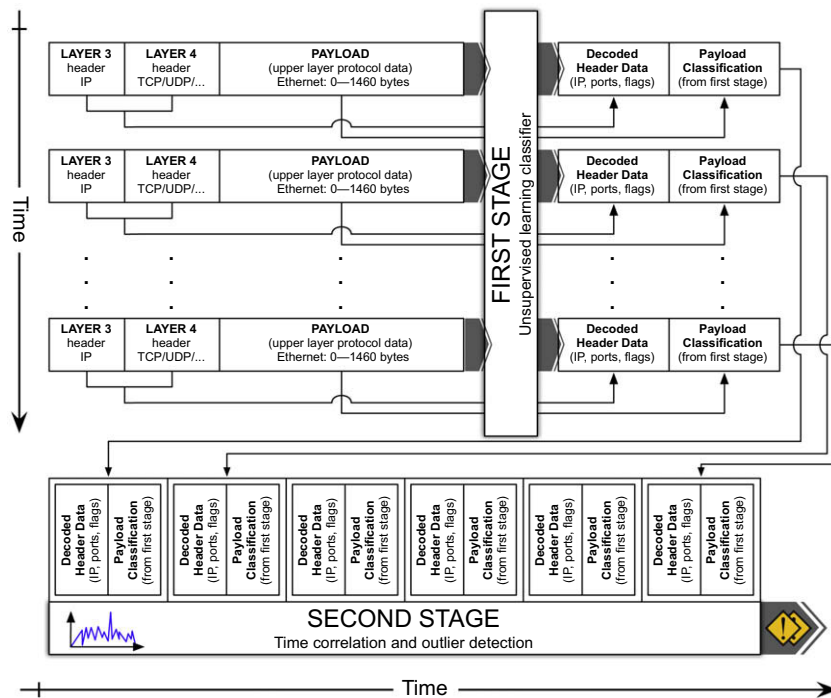 LAYER 3
header
IP
LAYER 4
header
TCP/UDP/...
PAYLOAD
(upper layer protocol data)
Ethernet: 0—1460 bytes
Decoded
Header Data
(IP, ports, flags)
Payload
Classification
(from first stage)
LAYER 3
header
IP
LAYER 4
header
TCP/UDP/...
PAYLOAD
(upper layer protocol data)
Ethernet: 0—1460 bytes
Decoded
Header Data
(IP, ports, flags)
Payload
Classification
(from first stage)
LAYER 3
header
IP
LAYER 4
header
TCP/UDP/...
PAYLOAD
(upper layer protocol data)
Ethernet: 0—1460 bytes
Decoded
Header Data
(IP, ports, flags)
Payload
Classification
(from first stage)
FIRST STAGE
Unsupervised learning classifier
Time
Decoded
Header Data
(IP, ports, flags)
Payload
Classification
(from first stage)
Decoded
Header Data
(IP, ports, flags)
Payload
Classification
(from first stage)
Decoded
Header Data
(IP, ports, flags)
Payload
Classification
(from first stage)
Decoded
Header Data
(IP, ports, flags)
Payload
Classification
(from first stage)
Decoded
Header Data
(IP, ports, flags)
Payload
Classification
(from first stage)
Decoded
Header Data
(IP, ports, flags)
Payload
Classification
(from first stage)
SECOND STAGE
Time correlation and outlier detection
!
Time